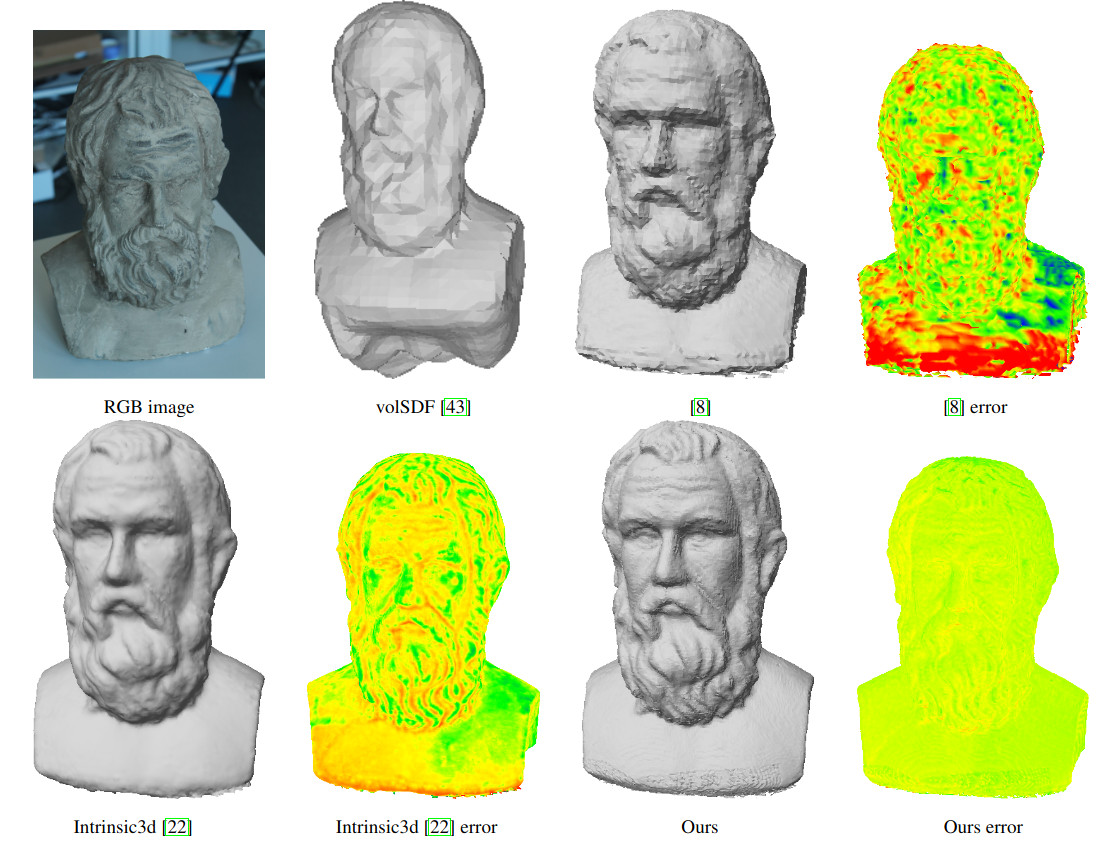 RGB image
volSDF [43]
[8]
[8] error
Intrinsic3d [22]
Intrinsic3d [22] error
Ours
Ours error